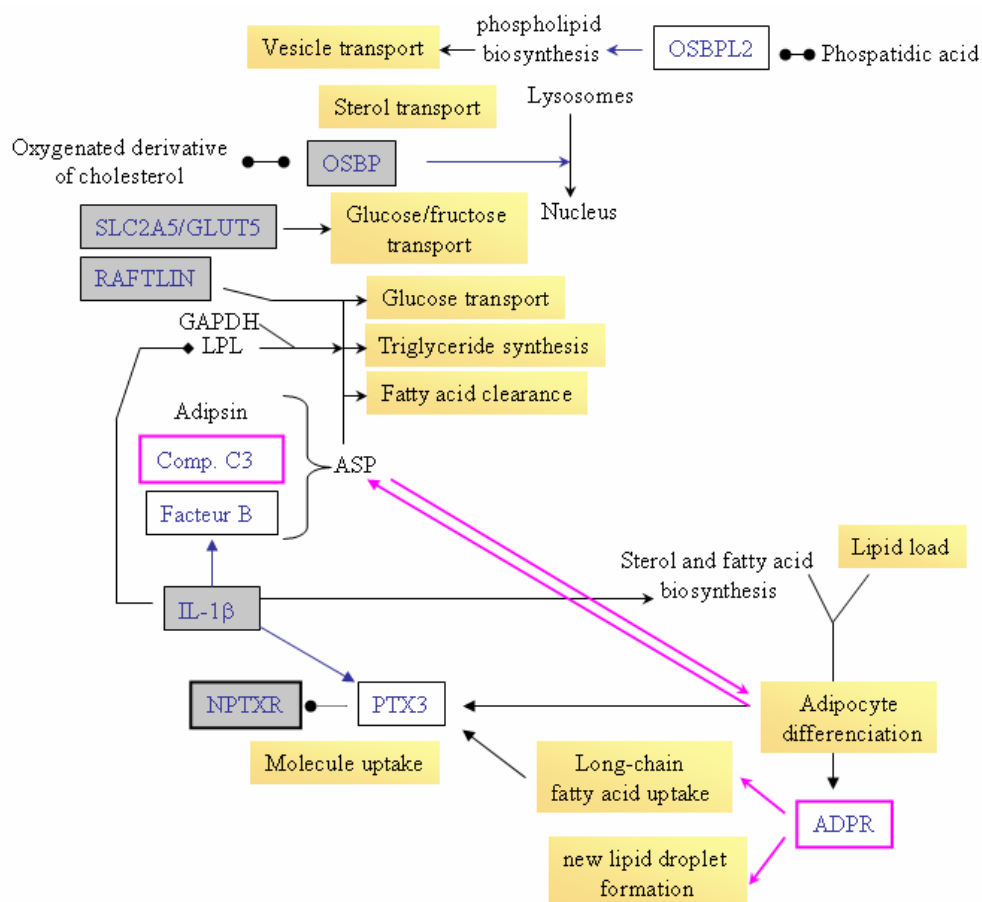 phospholipid
Vesicle transport
biosynthesis
OSBPL2
Phospatidic acid
Lysosomes
Sterol transport
Oxygenated derivative
of cholesterol
OSBP
Nucleus
SLC2A5/GLUT5
Glucose/fructose
transport
RAFTLIN
Glucose transport
GAPDH
LPL
Triglyceride synthesis
Fatty acid clearance
Adipsin
Comp. C3
ASP
Facteur B
Lipid load
Sterol and fatty acid
biosynthesis
IL-1β
NPTXR
PTX3
Adipocyte
differenciation
Molecule uptake
Long-chain
fatty acid uptake
ADPR
new lipid droplet
formation